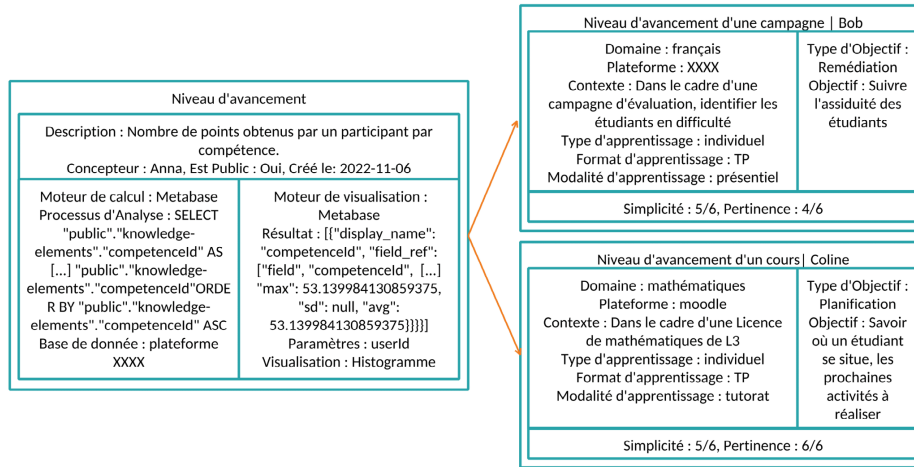 Niveau d'avancement
Description : Nombre de points obtenus par un participant par
compétence.
Concepteur : Anna, Est Public : Oui, Créé le: 2022-11-06
Moteur de calcul : Metabase
Processus d'Analyse : SELECT
"public"."knowledge-
elements"."competenceId" AS
[...] "public"."knowledge-
elements"."competenceId"ORDE
R BY "public"."knowledge-
elements"."competenceId" ASC
Base de donnée : plateforme
XXXX
Moteur de visualisation :
Metabase
Résultat : [{"display_name":
"competenceId", "field_ref":
["field", "competenceId",  [...]
"max": 53.139984130859375,
"sd": null, "avg":
53.139984130859375}}}}]
Paramètres : userId
Visualisation : Histogramme
Niveau d'avancement d'une campagne | Bob
Domaine : français
Plateforme : XXXX
Contexte : Dans le cadre d'une
campagne d'évaluation, identifier les
étudiants en difficulté
Type d'apprentissage : individuel
Format d'apprentissage : TP
Modalité d'apprentissage : présentiel
Type d'Objectif :
Remédiation
Objectif : Suivre
l'assiduité des
étudiants
Simplicité : 5/6, Pertinence : 4/6
Niveau d'avancement d'un cours| Coline
Domaine : mathématiques
Plateforme : moodle
Contexte : Dans le cadre d'une Licence
de mathématiques de L3
Type d'apprentissage : individuel
Format d'apprentissage : TP
Modalité d'apprentissage : tutorat
Type d'Objectif :
Planification
Objectif : Savoir
où un étudiant
se situe, les
prochaines
activités à
réaliser
Simplicité : 5/6, Pertinence : 6/6